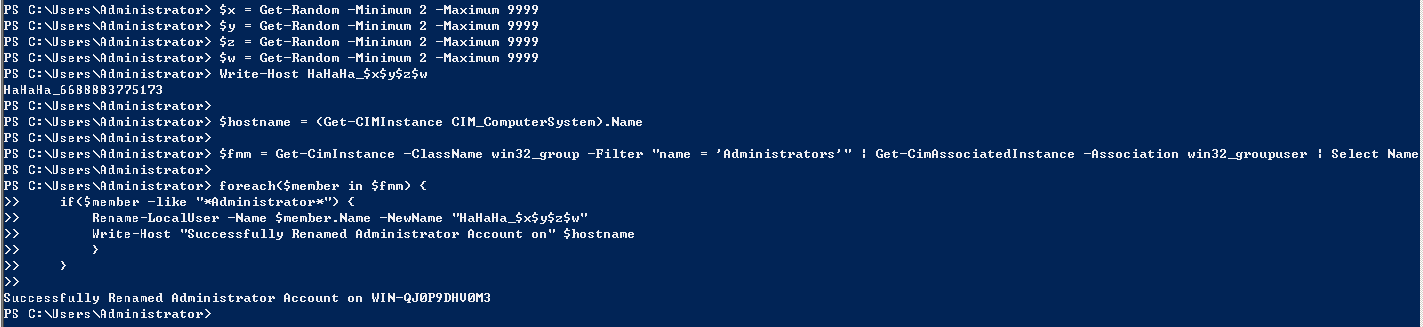 PS C:\Users\Administrator> $x = Get-Random -Minimum 2 -Maximum 9999
PS C:\Users\Administrator> $y = Get-Random -Minimum 2 -Maximum 9999
PS C:\Users\Administrator> $z = Get-Random -Minimum 2 -Maximum 9999
PS C:\Users\Administrator> $w = Get-Random -Minimum 2 -Maximum 9999
PS C:\Users\Administrator> Write-Host HaHaHa_$x$y$z$w
HaHaHa_6688883775173
PS C:\Users\Administrator>
PS C:\Users\Administrator> $hostname = (Get-CIMInstance CIM_ComputerSystem).Name
PS C:\Users\Administrator>
PS C:\Users\Administrator> $fmm = Get-CimInstance -ClassName win32_group -Filter "name = 'Administrators'" | Get-CimAssociatedInstance -Association win32_groupuser | Select Name
PS C:\Users\Administrator>
PS C:\Users\Administrator> foreach($member in $fmm) {
>>     if($member -like "*Administrator*") {
>>         Rename-LocalUser -Name $member.Name -NewName "HaHaHa_$x$y$z$w"
>>         Write-Host "Successfully Renamed Administrator Account on" $hostname
>>         }
>>     }
>>
Successfully Renamed Administrator Account on WIN-QJ0P9DHV0M3
PS C:\Users\Administrator>